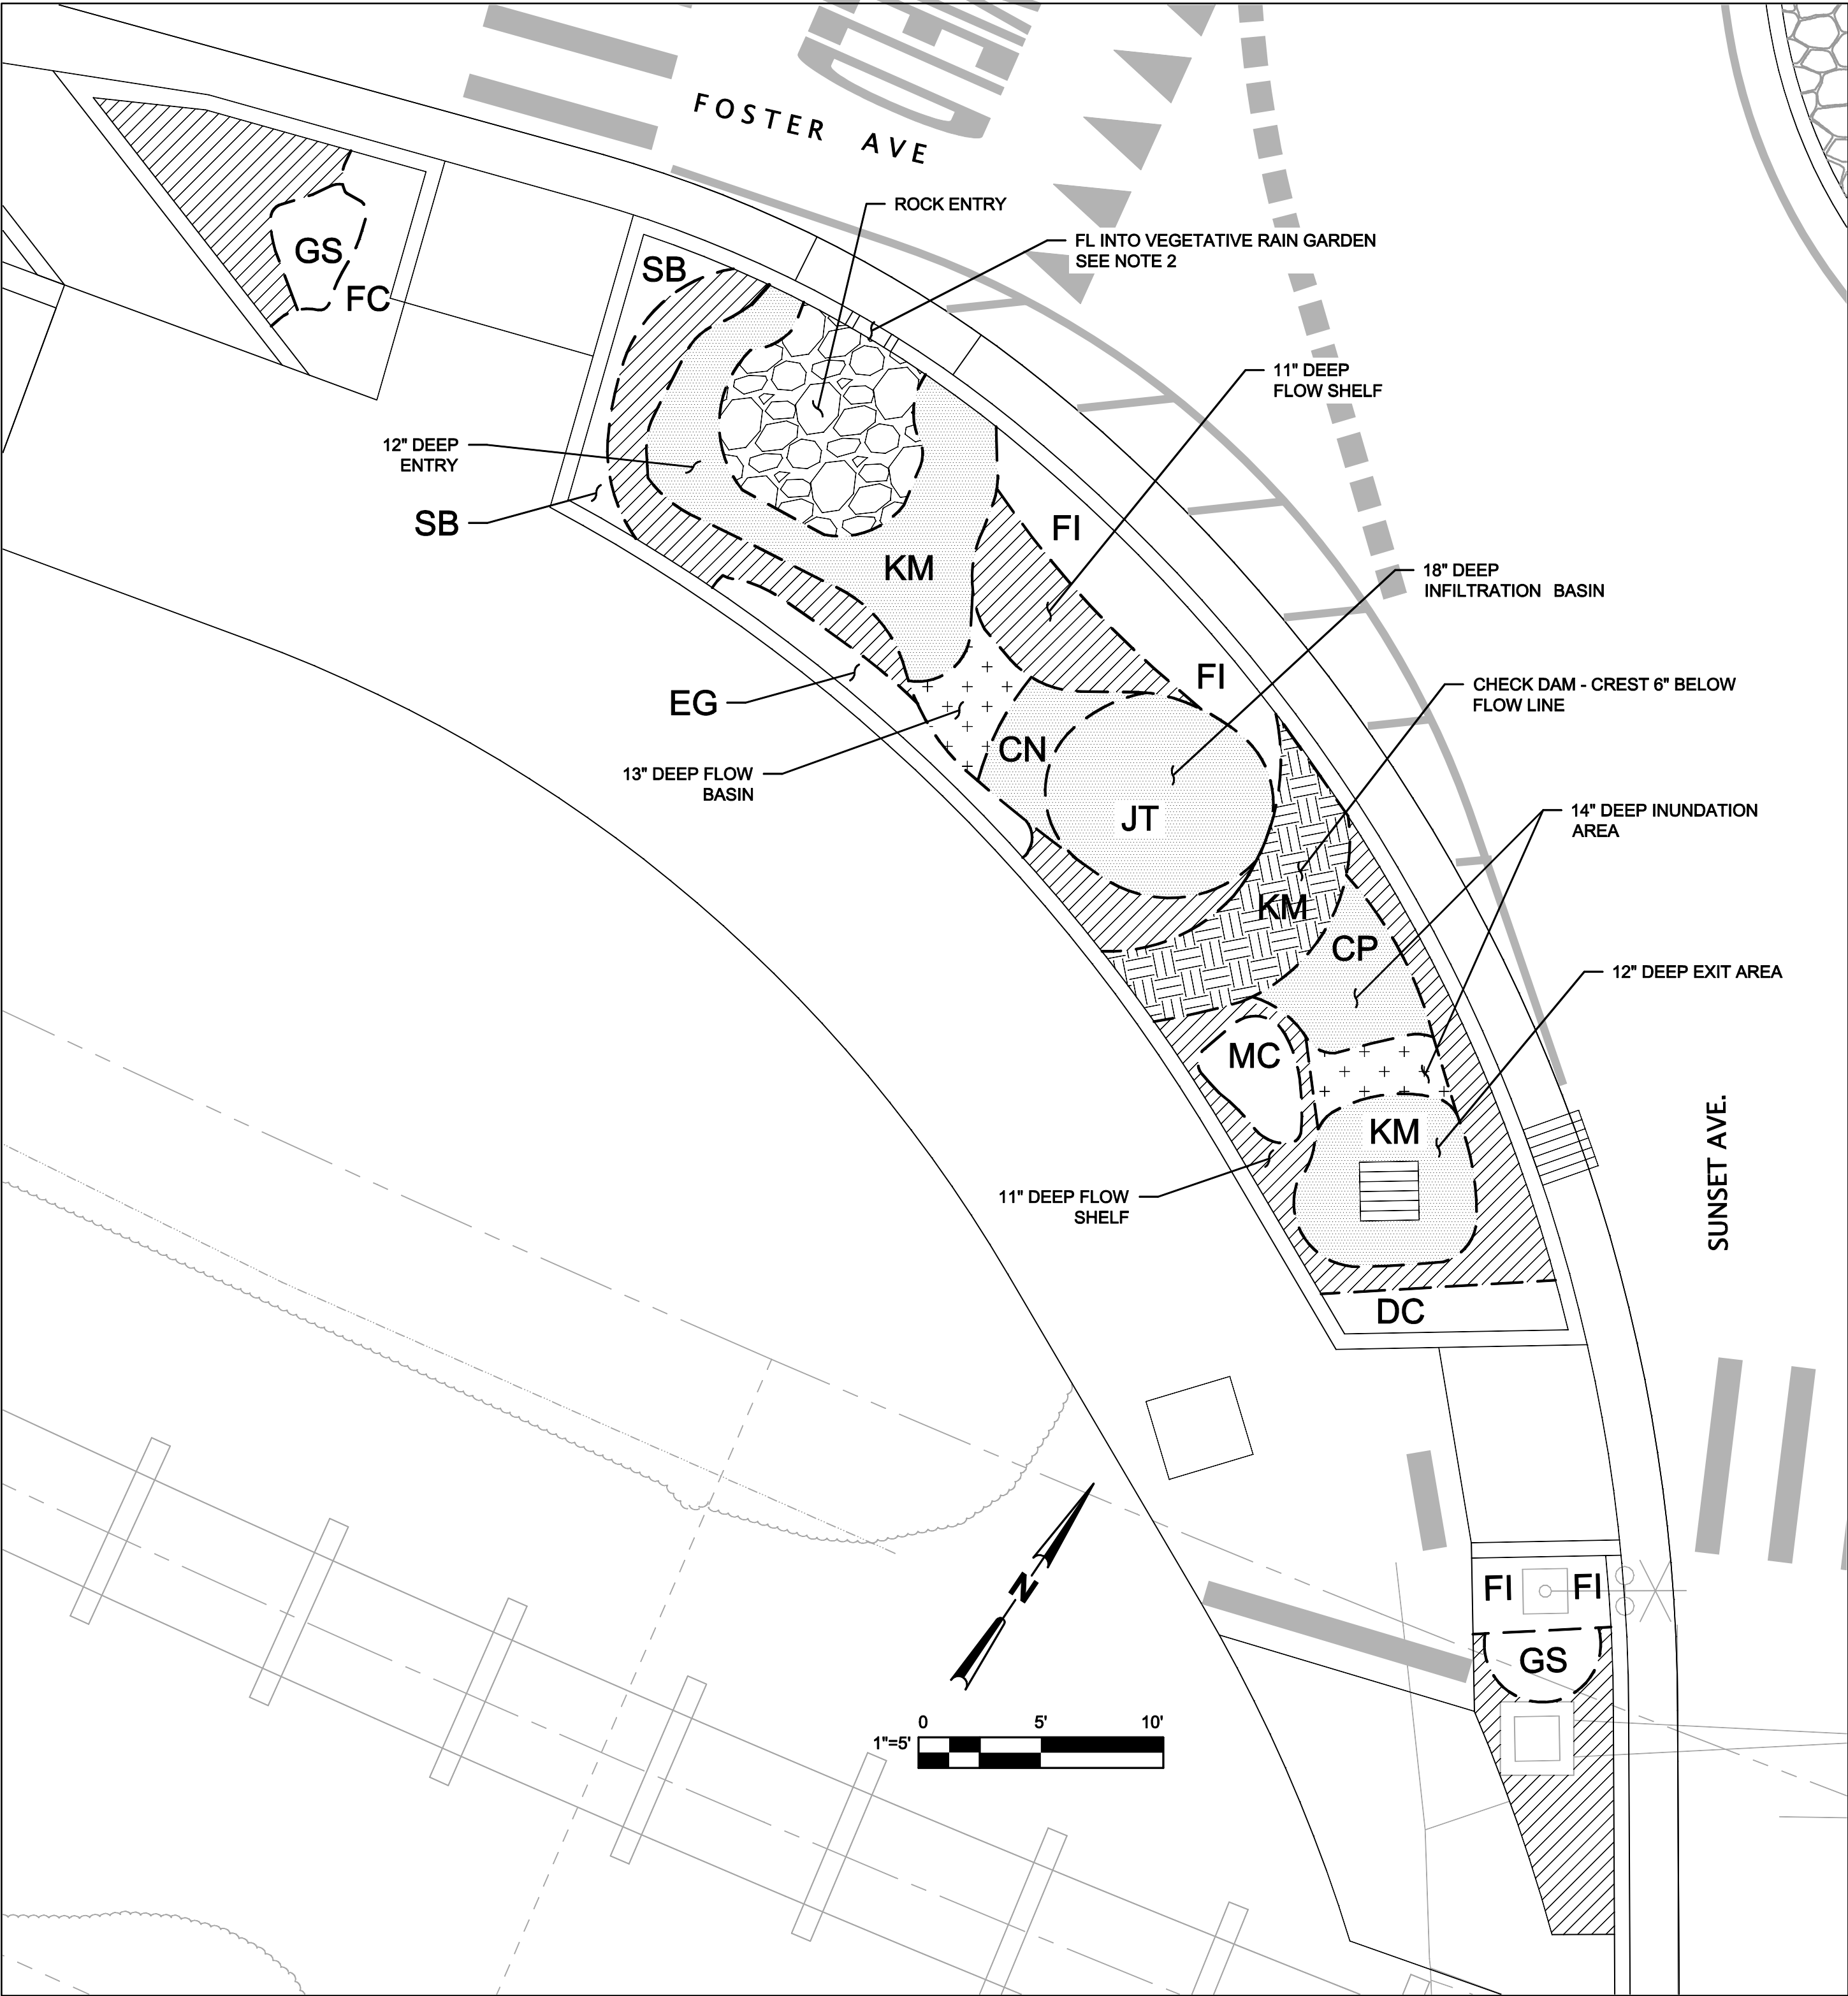 FOSTER AVE
ROCK ENTRY
FL INTO VEGETATIVE RAIN GARDEN
SEE NOTE 2
GS
FC
SB
11" DEEP
FLOW SHELF
12" DEEP
ENTRY
SB
FI
KM
18" DEEP
INFILTRATION BASIN
FI
CHECK DAM - CREST 6" BELOW
FLOW LINE
EG
CN
13" DEEP FLOW
BASIN
JT
14" DEEP INUNDATION
AREA
KM
CP
12" DEEP EXIT AREA
MC
KM
SUNSET AVE.
11" DEEP FLOW
SHELF
DC
N
FI
FI
GS
0 5' 10'
1"=5'